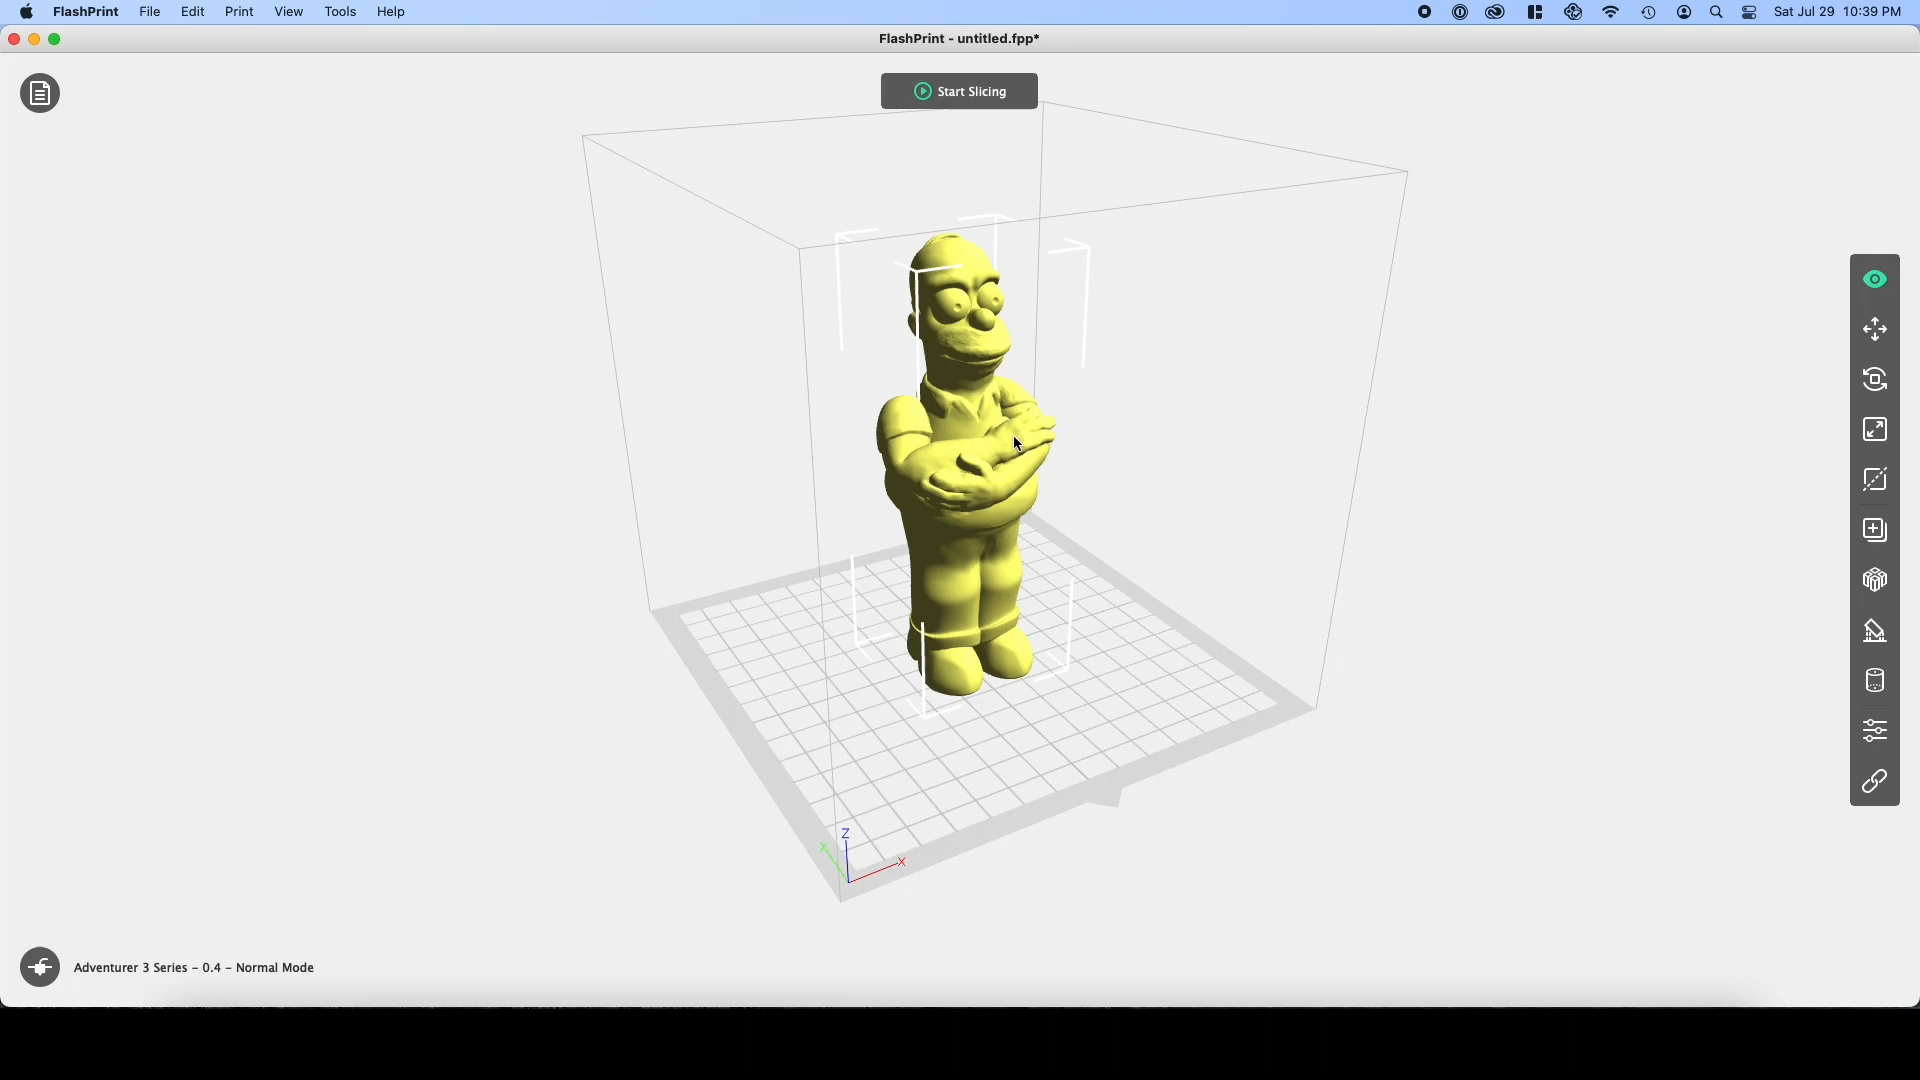 FlashPrint File Edit Print View Tools Help Sat Jul 29 10:39 PM
FlashPrint - untitled.fpp*
Start Slicing
Z
Y
X
Adventurer 3 Series - 0.4 - Normal Mode